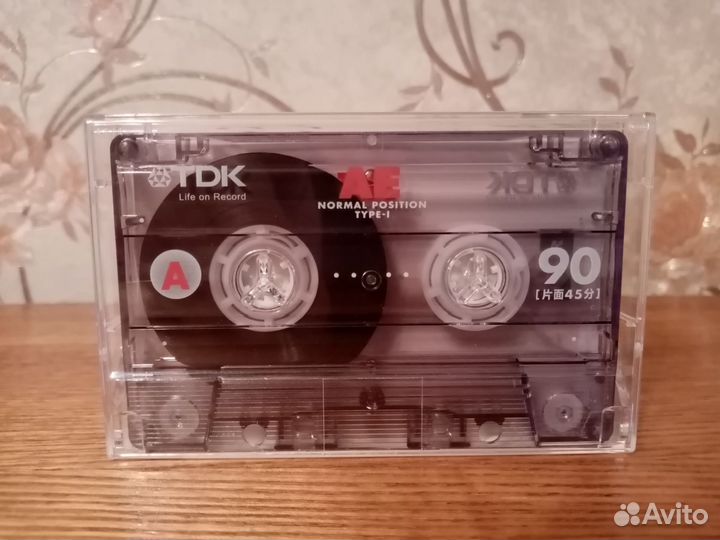 TDK
Life on Record
AE
NORMAL POSITION
TYPE-I
TDK
A
90
[片面45分]
Avito